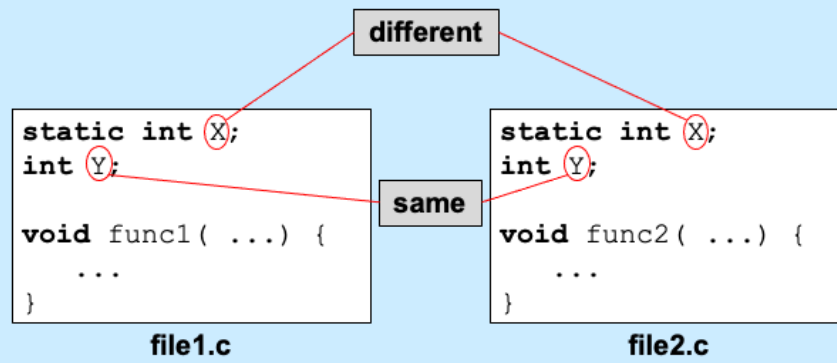 different
static int X;
int Y;
void func1( ...) {
...
}
file1.c
same
static int X;
int Y;
void func2( ...) {
...
}
file2.c